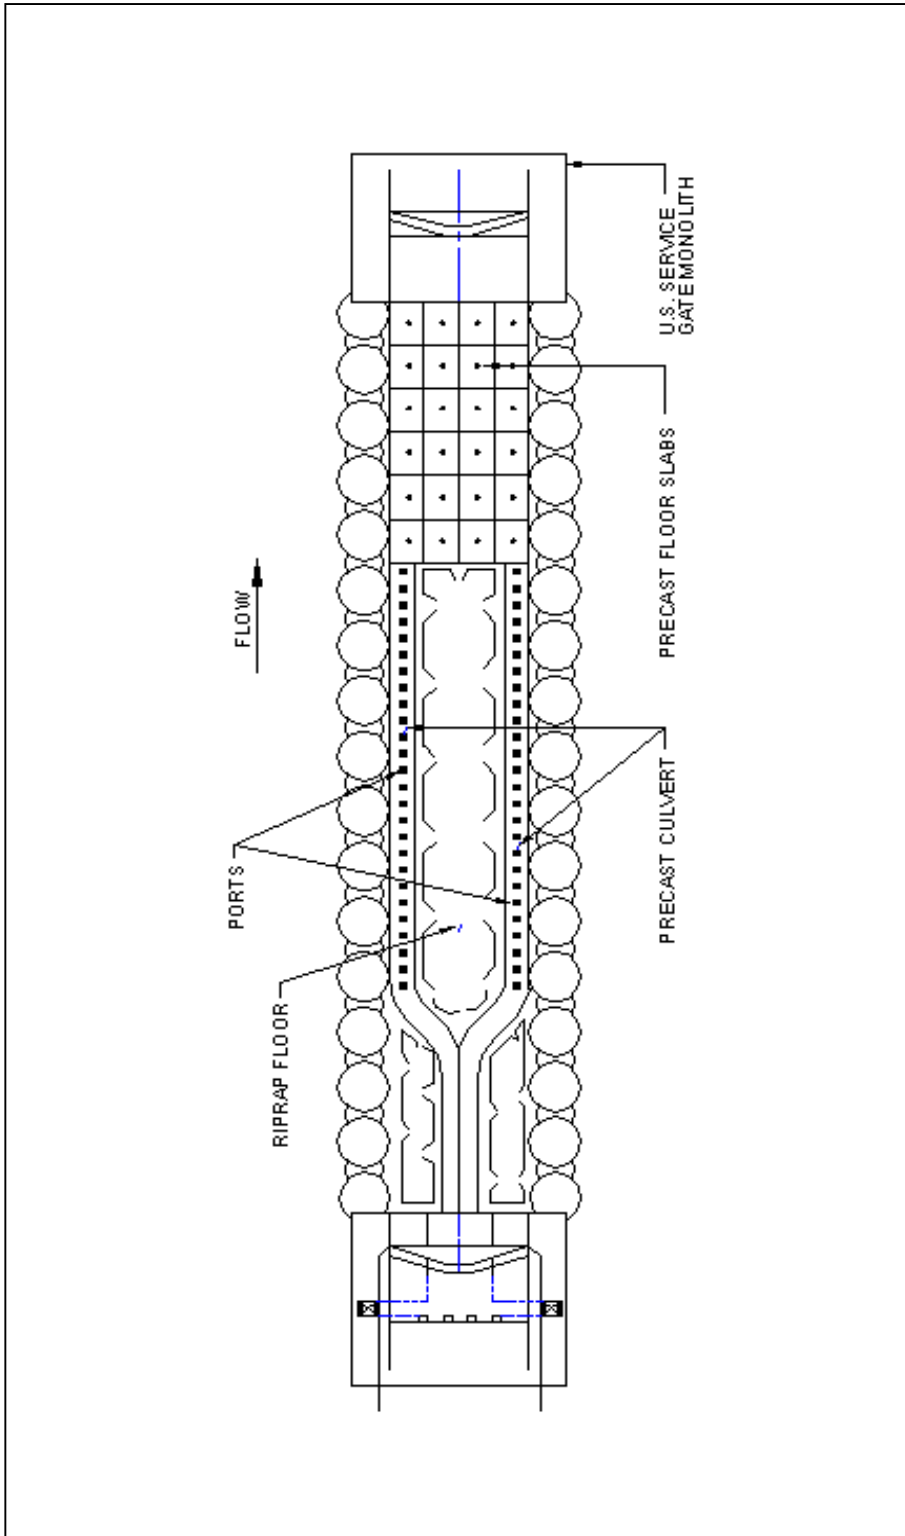 FLOW
PORTS
RIPRAP FLOOR
U.S. SERVICE
GATE MONOLITH
PRECAST FLOOR SLABS
PRECAST CULVERT